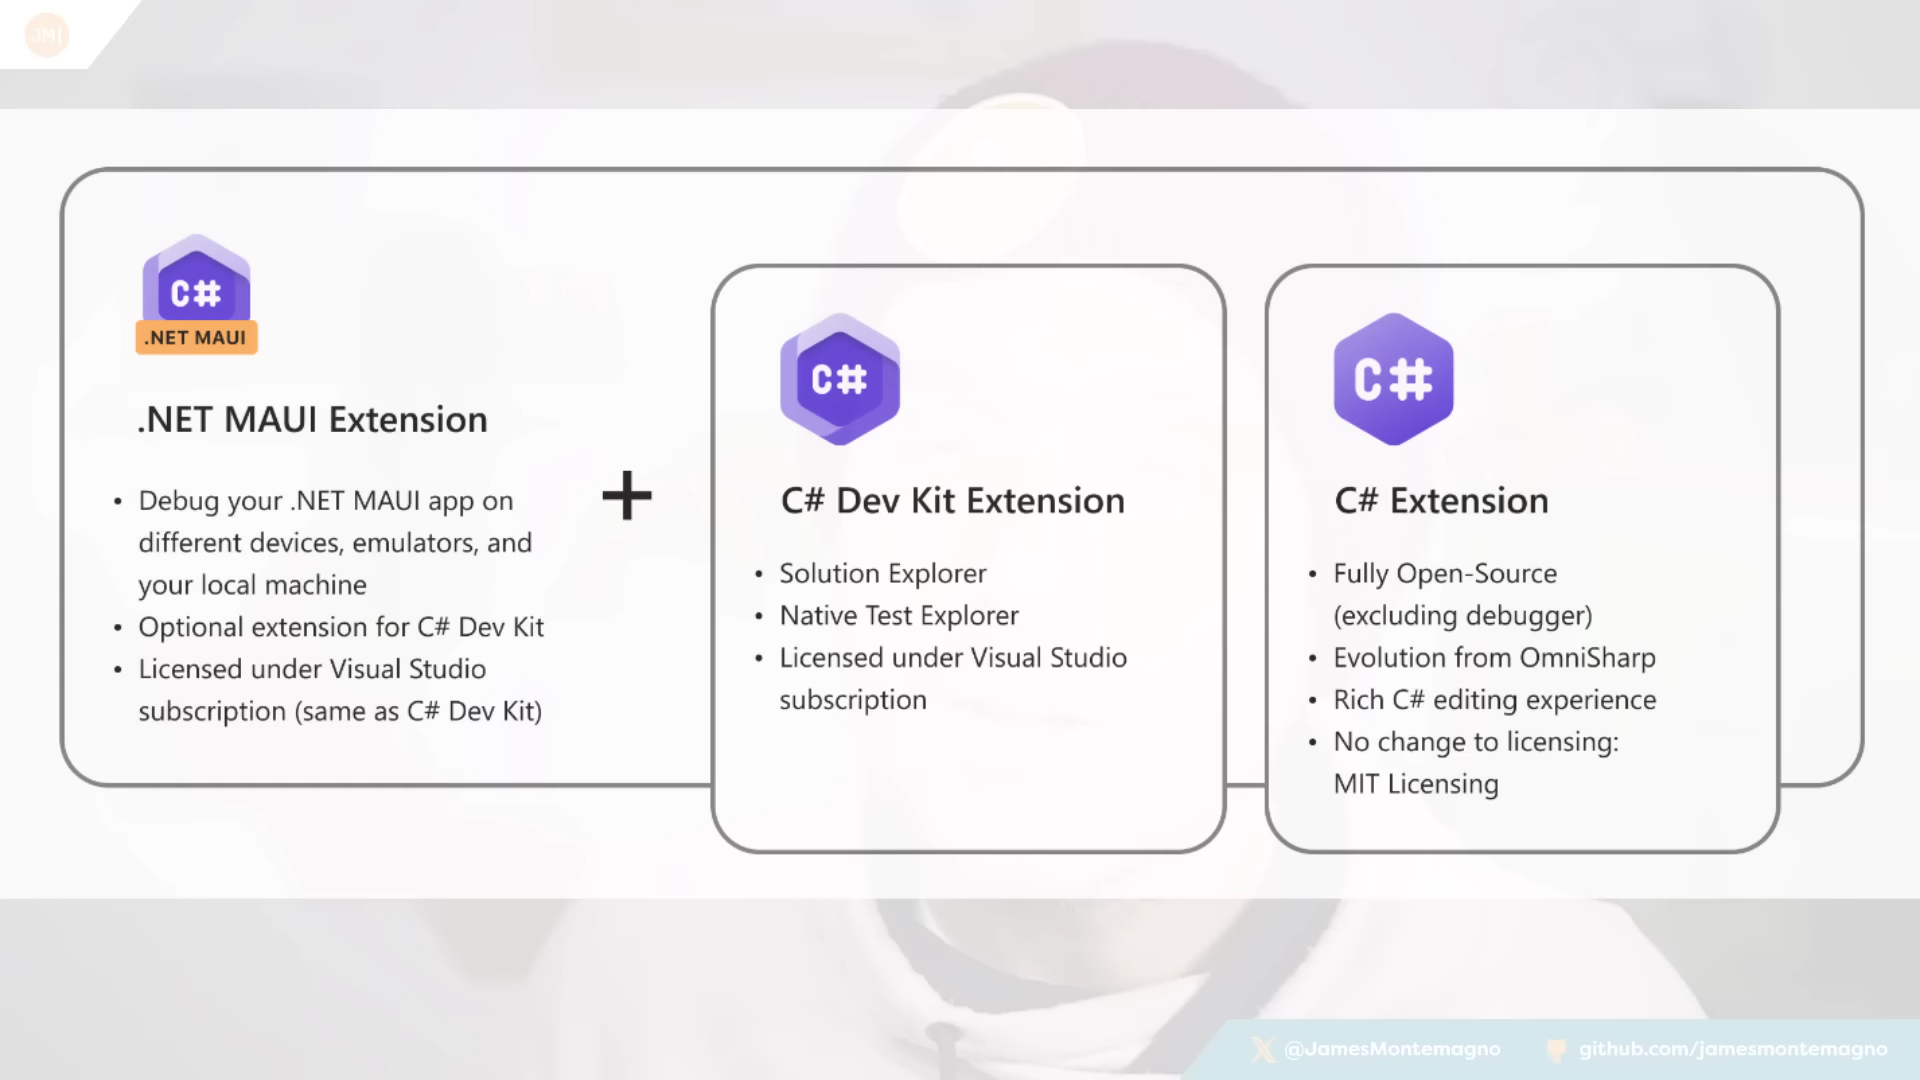 JM|
C#
.NET MAUI
.NET MAUI Extension
• Debug your .NET MAUI app on
different devices, emulators, and
your local machine
• Optional extension for C# Dev Kit
• Licensed under Visual Studio
subscription (same as C# Dev Kit)
+
C#
C# Dev Kit Extension
• Solution Explorer
• Native Test Explorer
• Licensed under Visual Studio
subscription
C#
C# Extension
• Fully Open-Source
(excluding debugger)
• Evolution from OmniSharp
• Rich C# editing experience
• No change to licensing:
MIT Licensing
@JamesMontemagno
github.com/jamesmontemagno